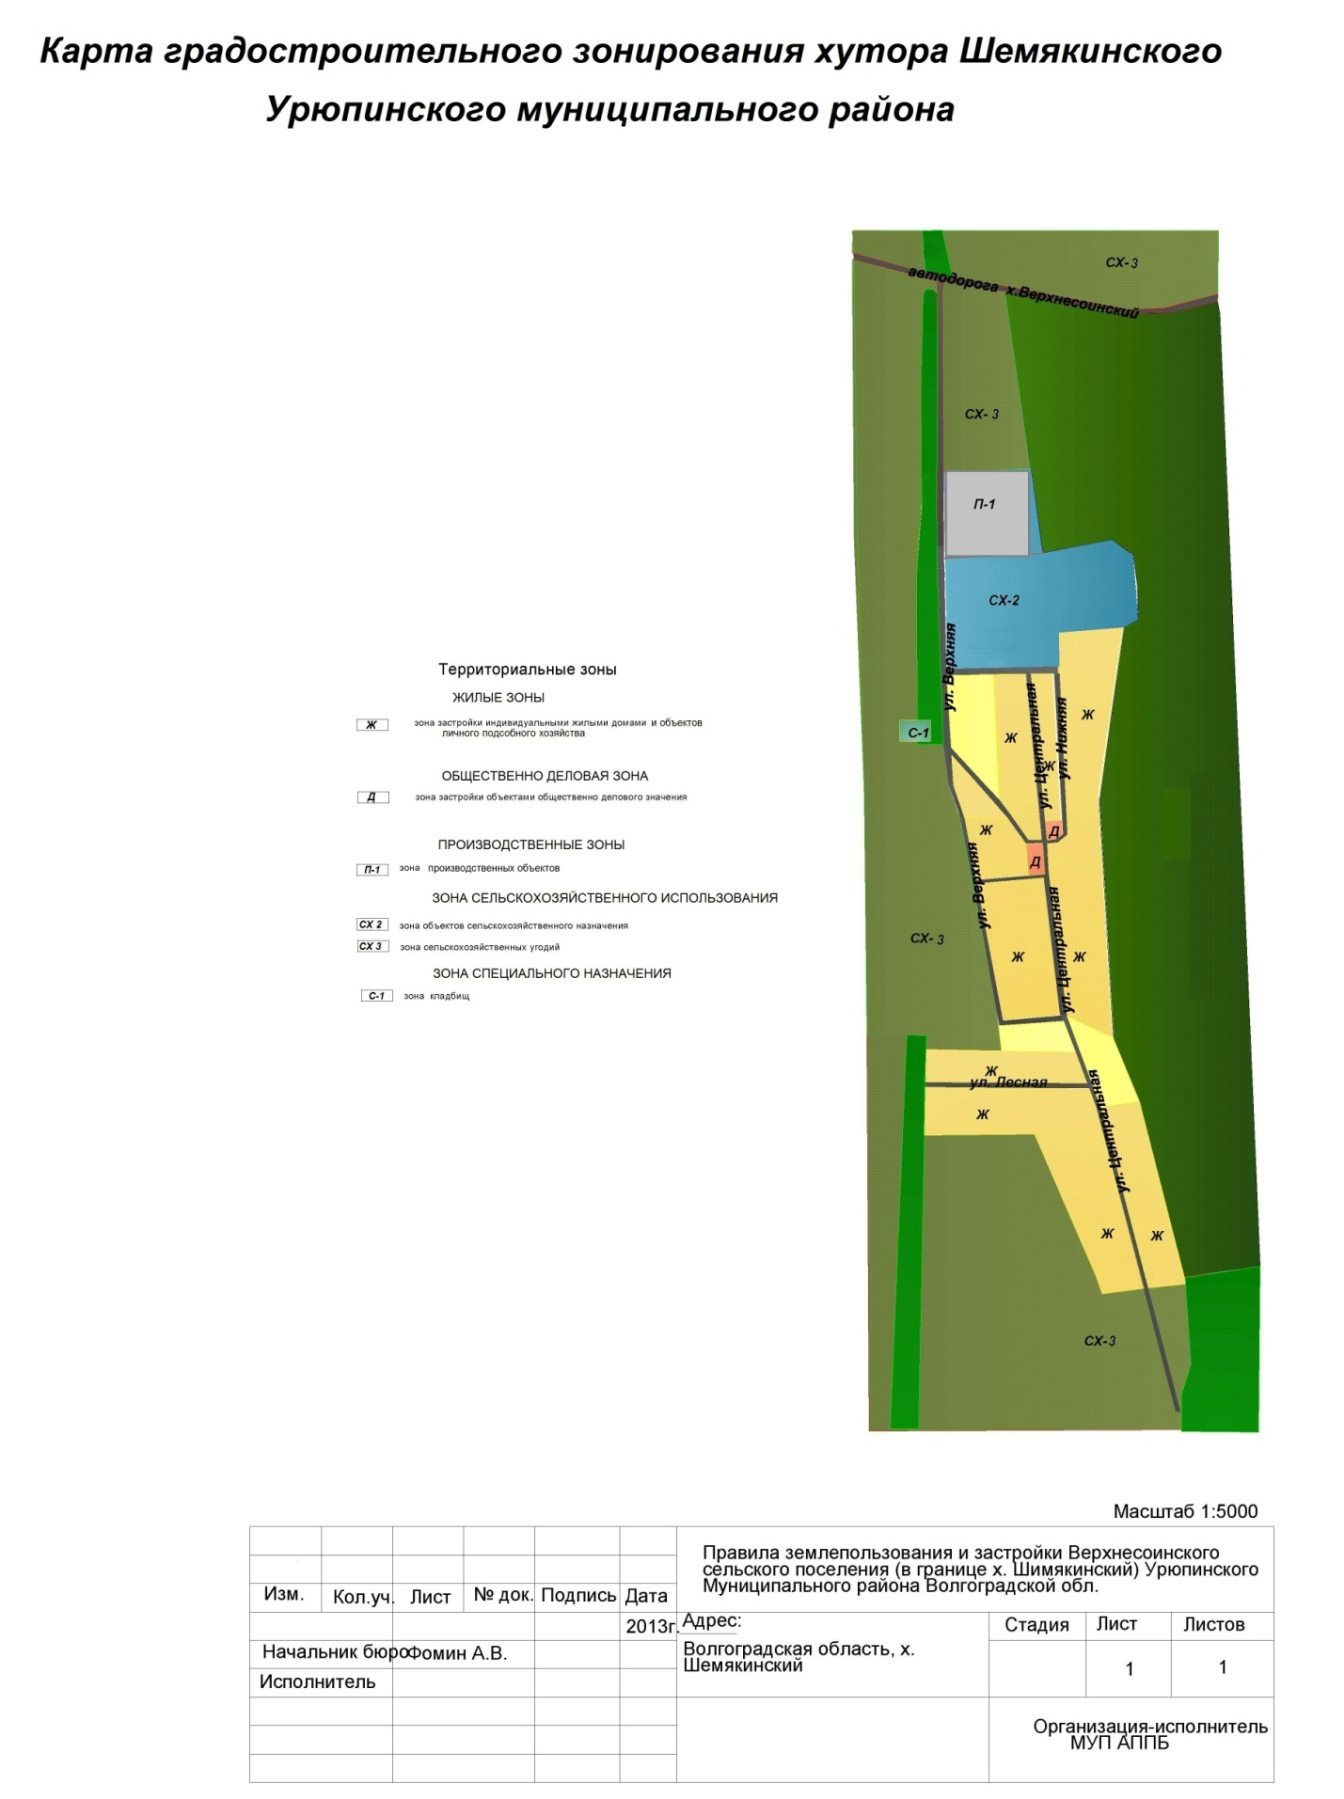 Карта градостроительного зонирования хутора Шемякинского
Урюпинского муниципального района
СХ-3
автодорога х.Верхнесоинский
СХ-3
П-1
СХ-2
ул. Верхняя
ул. Центральная
ул. Нижняя
Ж
С-1
Ж
Ж
Ж
Д
Д
ул. Верхняя
ул. Центральная
СХ-3
Ж
Ж
Ж
ул. Лесная
Ж
ул. Центральная
Ж
Ж
СХ-3
Территориальные зоны
ЖИЛЫЕ ЗОНЫ
Ж
зона застройки индивидуальными жилыми домами и объектов
личного подсобного хозяйства
ОБЩЕСТВЕННО ДЕЛОВАЯ ЗОНА
Д
зона застройки объектами общественно делового значения
ПРОИЗВОДСТВЕННЫЕ ЗОНЫ
П-1
зона производственных объектов
ЗОНА СЕЛЬСКОХОЗЯЙСТВЕННОГО ИСПОЛЬЗОВАНИЯ
СХ 2
зона объектов сельскохозяйственного назначения
СХ 3
зона сельскохозяйственных угодий
ЗОНА СПЕЦИАЛЬНОГО НАЗНАЧЕНИЯ
С-1
зона кладбищ
Масштаб 1:5000
Правила землепользования и застройки Верхнесоинского
сельского поселения (в границе х. Шимякинский) Урюпинского
Муниципального района Волгоградской обл.
Изм. Кол.уч. Лист № док. Подпись Дата
2013г.
Адрес:
Стадия Лист Листов
Начальник бюро Фомин А.В.
Волгоградская область, х.
Шемякинский
1 1
Исполнитель
Организация-исполнитель
МУП АППБ